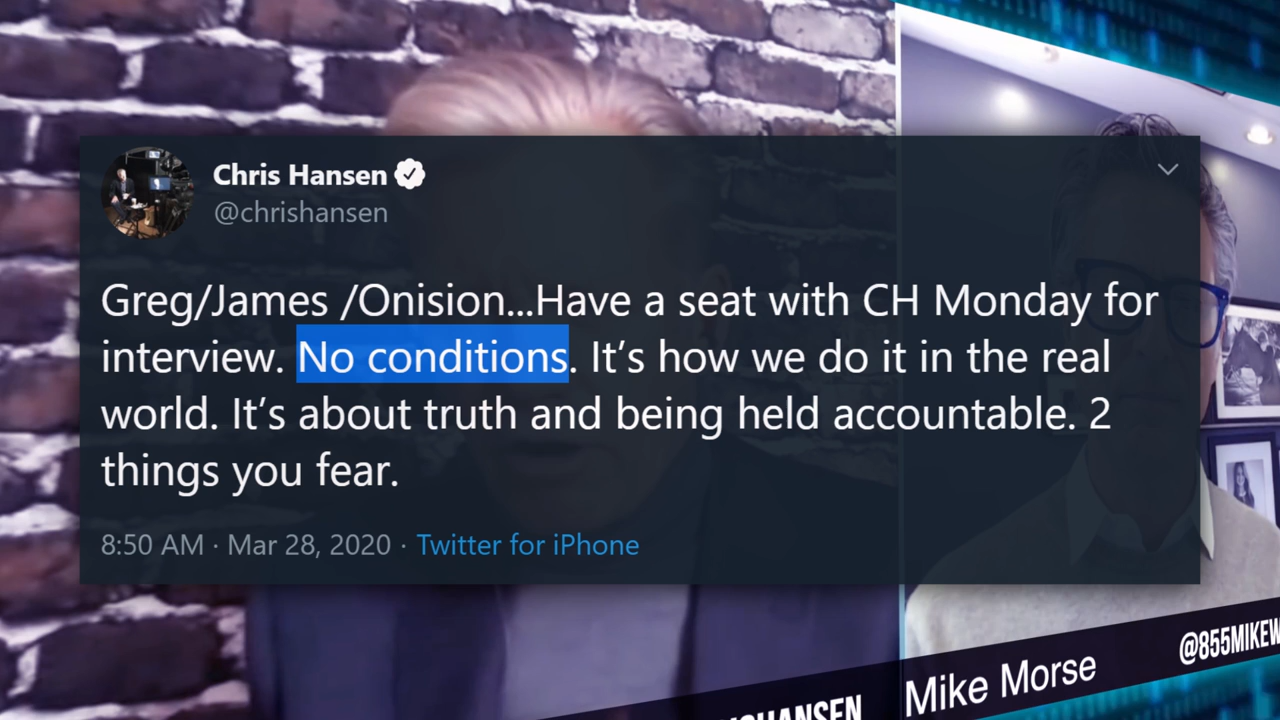 Chris Hansen
@chrishansen
Greg/James /Onision...Have a seat with CH Monday for
interview. No conditions. It’s how we do it in the real
world. It’s about truth and being held accountable. 2
things you fear.
8:50 AM · Mar 28, 2020 · Twitter for iPhone
Mike Morse